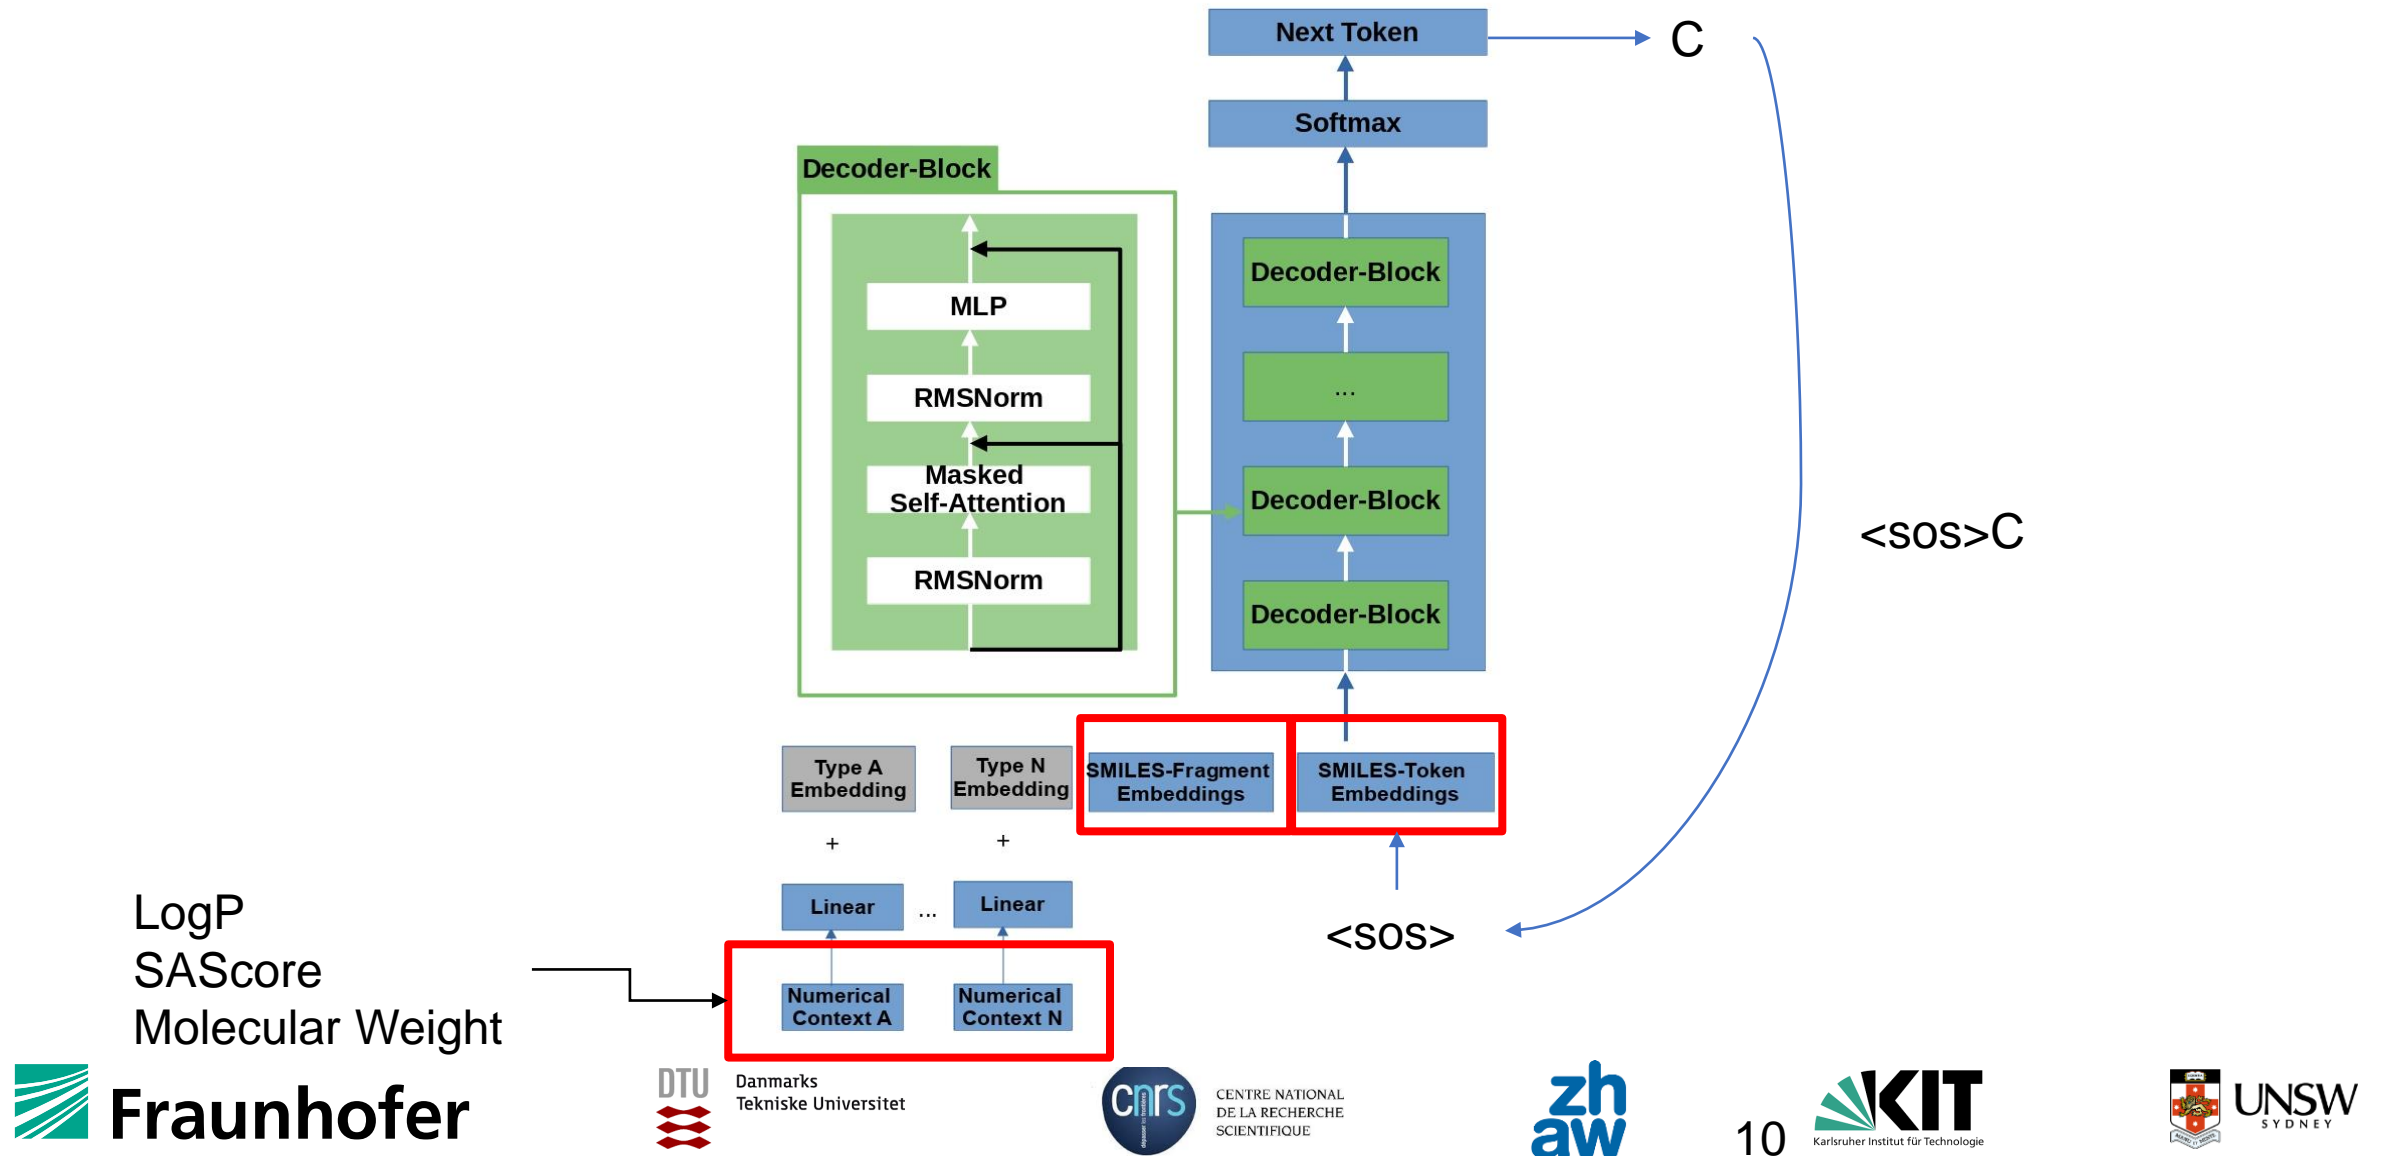 Next Token
C
Softmax
Decoder-Block
MLP
RMSNorm
Masked
Self-Attention
RMSNorm
Decoder-Block
...
Decoder-Block
Decoder-Block
<sos>C
Type A
Embedding
Type N
Embedding
SMILES-Fragment
Embeddings
SMILES-Token
Embeddings
+
+
Linear
...
Linear
<sos>
LogP
SAScore
Molecular Weight
Numerical
Context A
Numerical
Context N
Fraunhofer
DTU
Danmarks
Tekniske Universitet
cnrs
CENTRE NATIONAL
DE LA RECHERCHE
SCIENTIFIQUE
zh
aw
10
KIT
Karlsruher Institut für Technologie
UNSW
SYDNEY